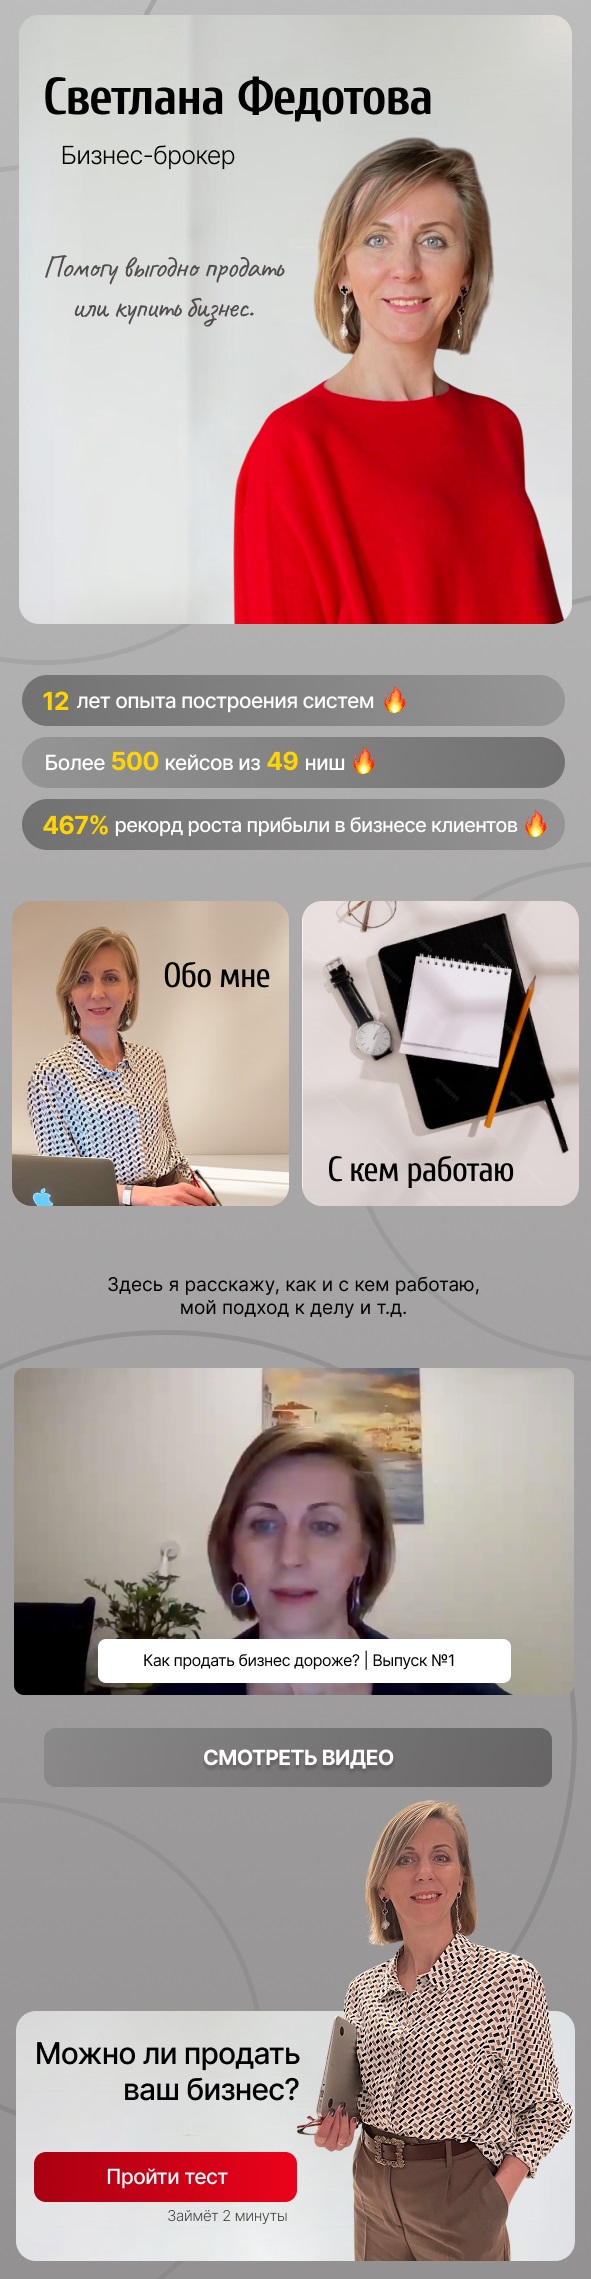 Светлана Федотова
Бизнес-брокер
Помогу выгодно продать
или купить бизнес.
12 лет опыта построения систем 🔥
Более 500 кейсов из 49 ниш 🔥
467% рекорд роста прибыли в бизнесе клиентов 🔥
Обо мне
С кем работаю
Здесь я расскажу, как и с кем работаю,
мой подход к делу и т.д.
Как продать бизнес дороже? | Выпуск №1
СМОТРЕТЬ ВИДЕО
Можно ли продать
ваш бизнес?
Пройти тест
Займёт 2 минуты